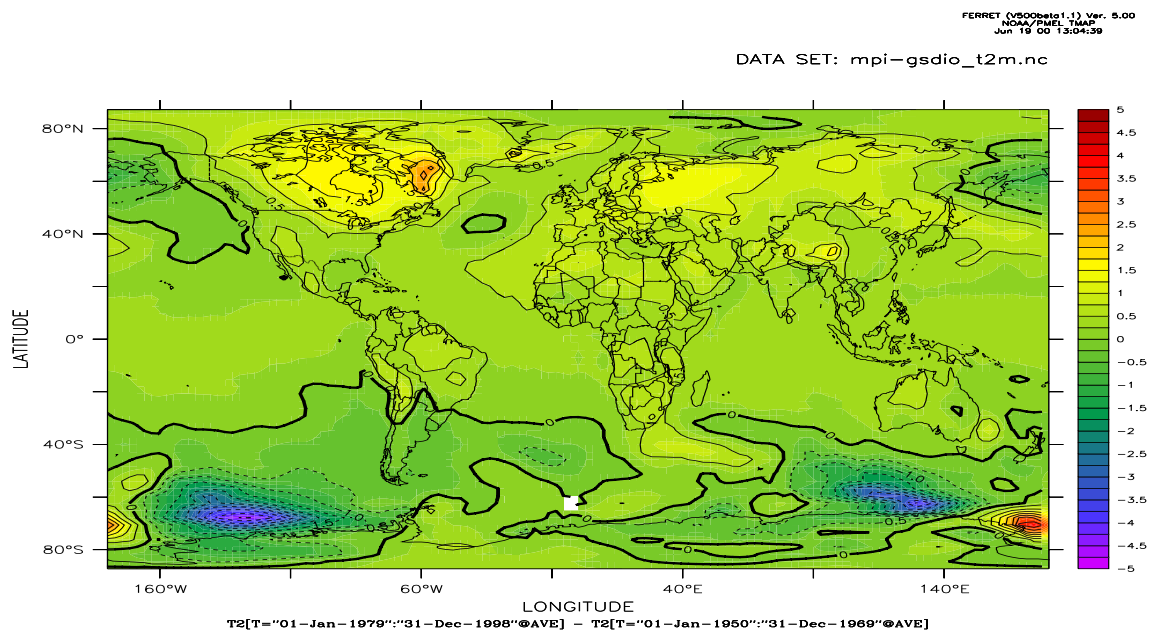 FERRET (V500beta1.1) Ver. 5.00
NOAA/PMEL TMAP
Jun 19 00 13:04:39
DATA SET: mpi-gsdio_t2m.nc
80°N
40°N
0°
40°S
80°S
LATITUDE
160°W
60°W
40°E
140°E
LONGITUDE
T2[T="01-Jan-1979":"31-Dec-1998"@AVE] - T2[T="01-Jan-1950":"31-Dec-1969"@AVE]
5
4.5
4
3.5
3
2.5
2
1.5
1
0.5
0
-0.5
-1
-1.5
-2
-2.5
-3
-3.5
-4
-4.5
-5